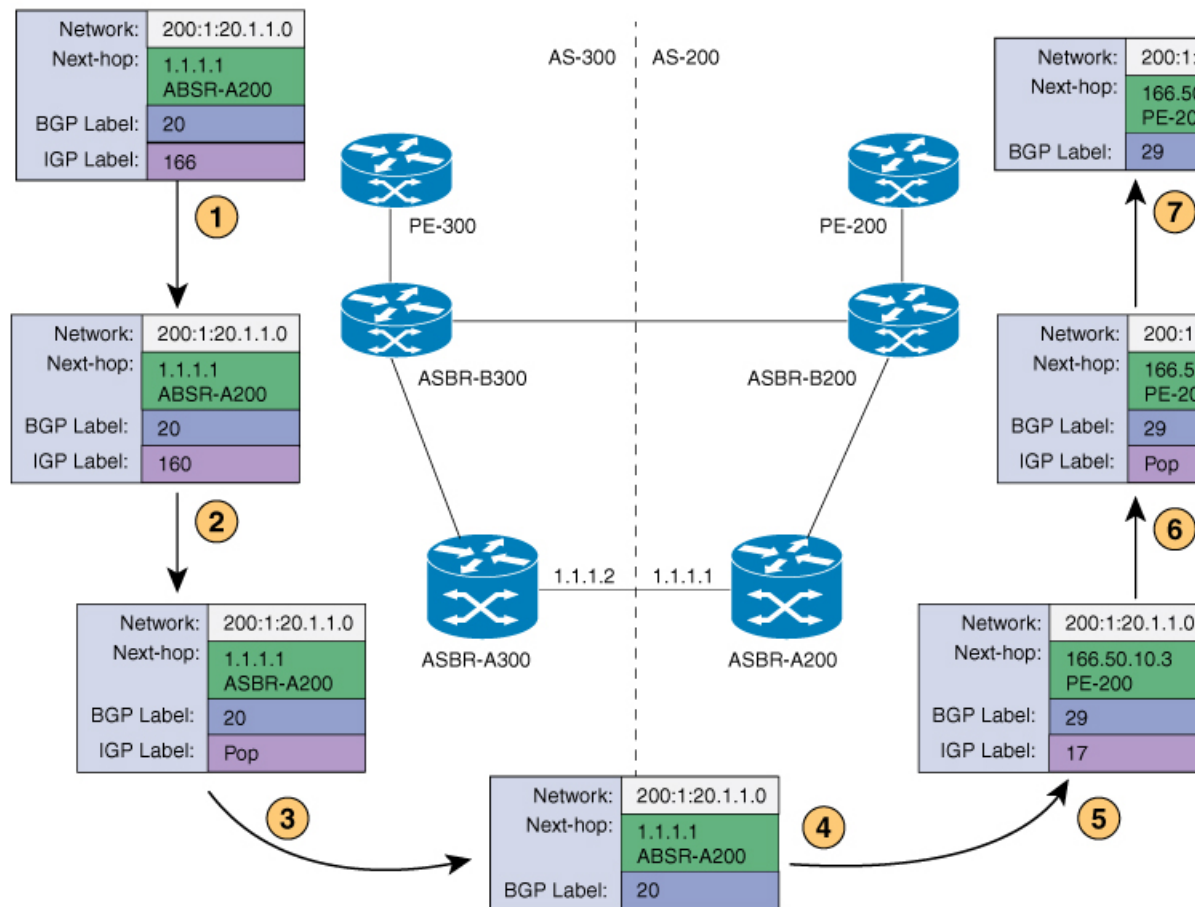 Network: 200:1:20.1.1.0
Next-hop: 1.1.1.1
ABSR-A200
BGP Label: 20
IGP Label: 166
1
Network: 200:1:20.1.1.0
Next-hop: 1.1.1.1
ABSR-A200
BGP Label: 20
IGP Label: 160
2
Network: 200:1:20.1.1.0
Next-hop: 1.1.1.1
ASBR-A200
BGP Label: 20
IGP Label: Pop
3
AS-300 AS-200
PE-300
PE-200
ASBR-B300
ASBR-B200
1.1.1.2 1.1.1.1
ASBR-A300
ASBR-A200
Network: 200:1:20.1.1.0
Next-hop: 1.1.1.1
ABSR-A200
BGP Label: 20
4
5
Network: 200:1:20.1.1.0
Next-hop: 166.50.10.3
PE-200
BGP Label: 29
IGP Label: 17
6
Network:
Next-hop:
BGP Label: 29
IGP Label: Pop
7
Network:
Next-hop:
BGP Label: 29